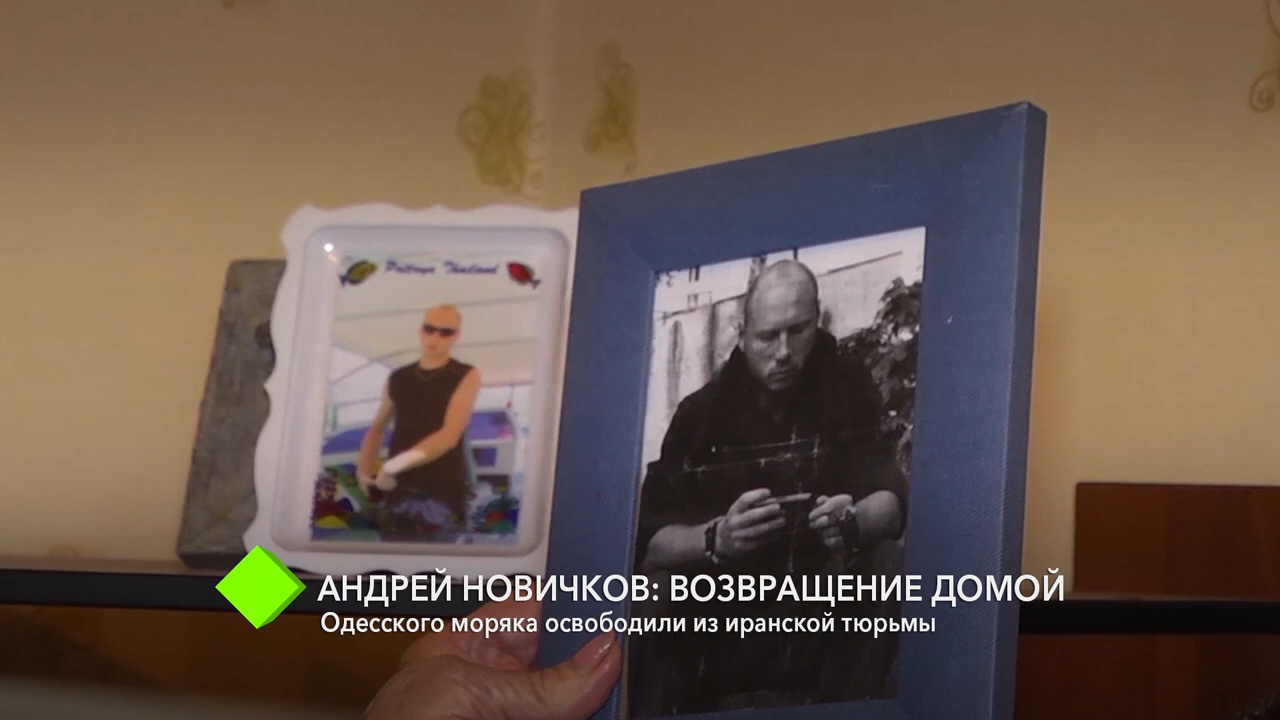 Pattaya Thailand
АНДРЕЙ НОВИЧКОВ: ВОЗВРАЩЕНИЕ ДОМОЙ
Одесского моряка освободили из иранской тюрьмы